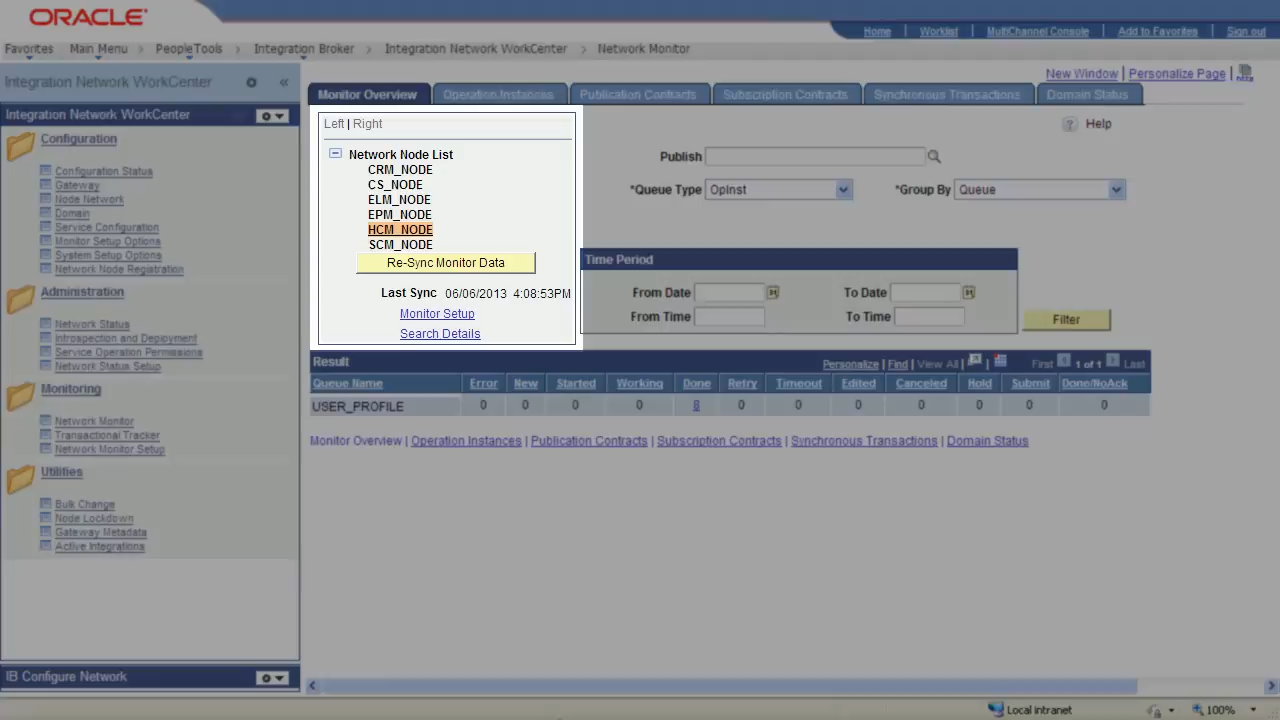 ORACLE
Home | Worklist | MultiChannel Console | Add to Favorites | Sign out
Favorites Main Menu > PeopleTools > Integration Broker > Integration Network WorkCenter > Network Monitor
Integration Network WorkCenter «
Integration Network WorkCenter
Configuration
Configuration Status
Gateway
Node Network
Domain
Service Configuration
Monitor Setup Options
System Setup Options
Network Node Registration
Administration
Network Status
Introspection and Deployment
Service Operation Permissions
Network Status Setup
Monitoring
Network Monitor
Transactional Tracker
Network Monitor Setup
Utilities
Bulk Change
Node Lockdown
Gateway Metadata
Active Integrations
IB Configure Network
New Window | Personalize Page |
Monitor Overview Operation Instances Publication Contracts Subscription Contracts Synchronous Transactions Domain Status
Help
Left | Right
Network Node List
CRM_NODE
CS_NODE
ELM_NODE
EPM_NODE
HCM_NODE
SCM_NODE
Re-Sync Monitor Data
Last Sync 06/06/2013 4:08:53PM
Monitor Setup
Search Details
Publish
*Queue Type OpInst *Group By Queue
Time Period
From Date To Date
From Time To Time
Filter
Result Personalize | Find | View All | | First 1 of 1 Last
Queue Name Error New Started Working Done Retry Timeout Edited Canceled Hold Submit Done/NoAck
USER_PROFILE 0 0 0 0 8 0 0 0 0 0 0 0
Monitor Overview | Operation Instances | Publication Contracts | Subscription Contracts | Synchronous Transactions | Domain Status
Local intranet 100%